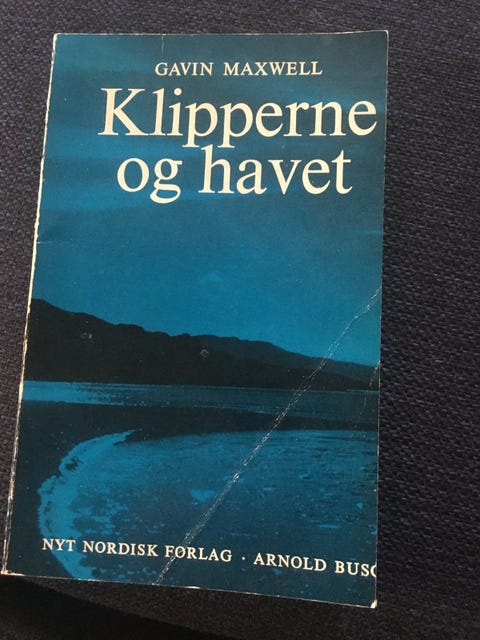 GAVIN MAXWELL
Klipperne
og havet
NYT NORDISK FORLAG · ARNOLD BUSC